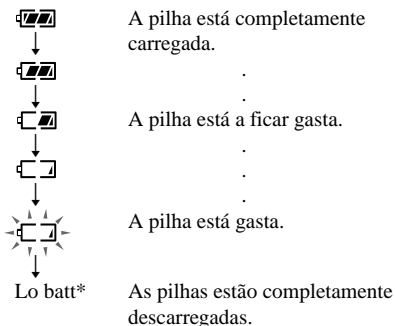 A pilha está completamente
carregada.
.
.
A pilha está a ficar gasta.
.
.
.
A pilha está gasta.
Lo batt* As pilhas estão completamente
descarregadas.